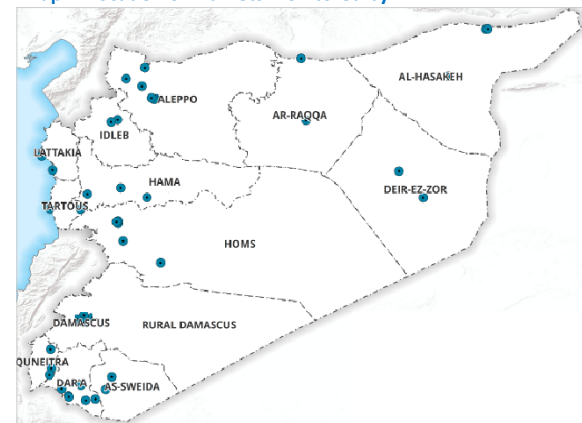 AL-HASAKEH
ALEPPO
AR-RAQQA
IDLEB
LATTAKIA
HAMA
DEIR-EZ-ZOR
TARTOUS
HOMS
DAMASCUS
RURAL DAMASCUS
QUNEITRA
DAR'A
AS-SWEIDA